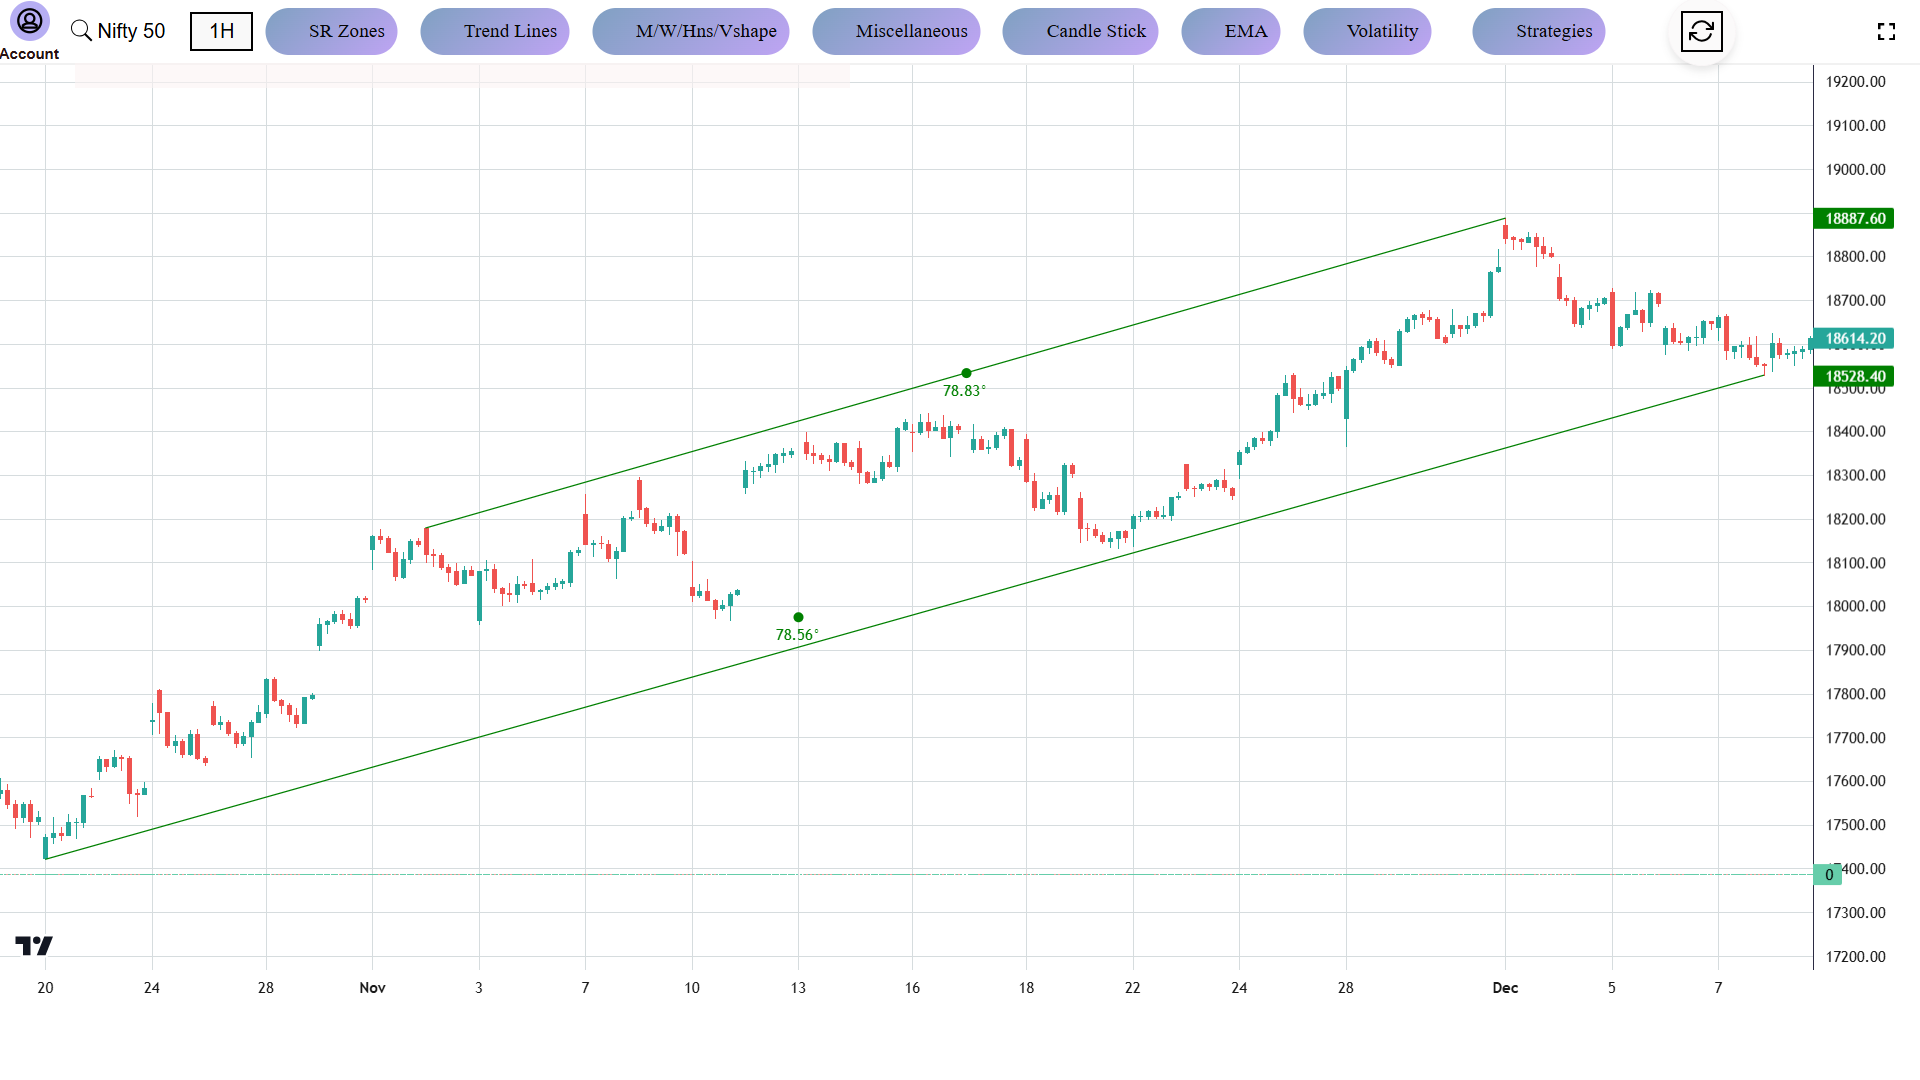 Account
Nifty 50
1H
SR Zones
Trend Lines
M/W/Hns/Vshape
Miscellaneous
Candle Stick
EMA
Volatility
Strategies
19200.00
19100.00
19000.00
18887.60
18800.00
18700.00
18614.20
18528.40
18400.00
18300.00
18200.00
18100.00
18000.00
17900.00
17800.00
17700.00
17600.00
17500.00
0
17300.00
17200.00
78.83°
78.56°
20 24 28 Nov 3 7 10 13 16 18 22 24 28 Dec 5 7